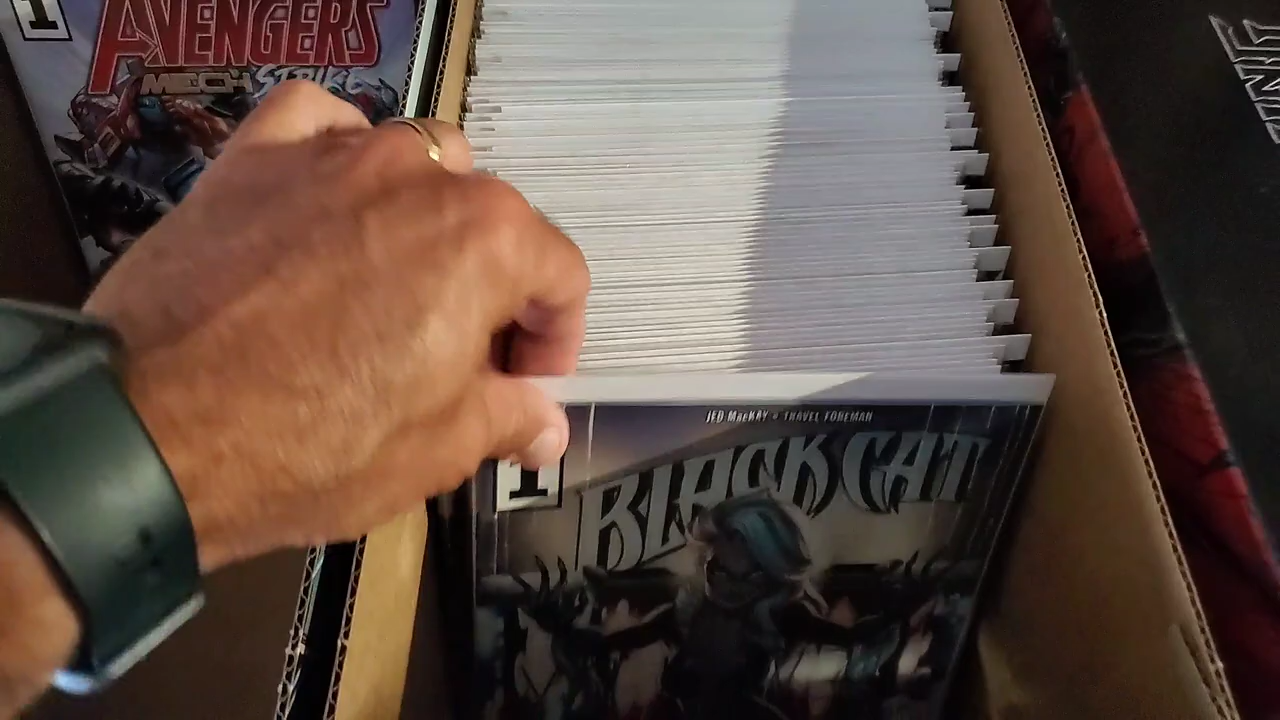 1
AVENGERS
MECH STRIKE
JED MacKAY • TRAVEL FOREMAN
1
BLACK CAT